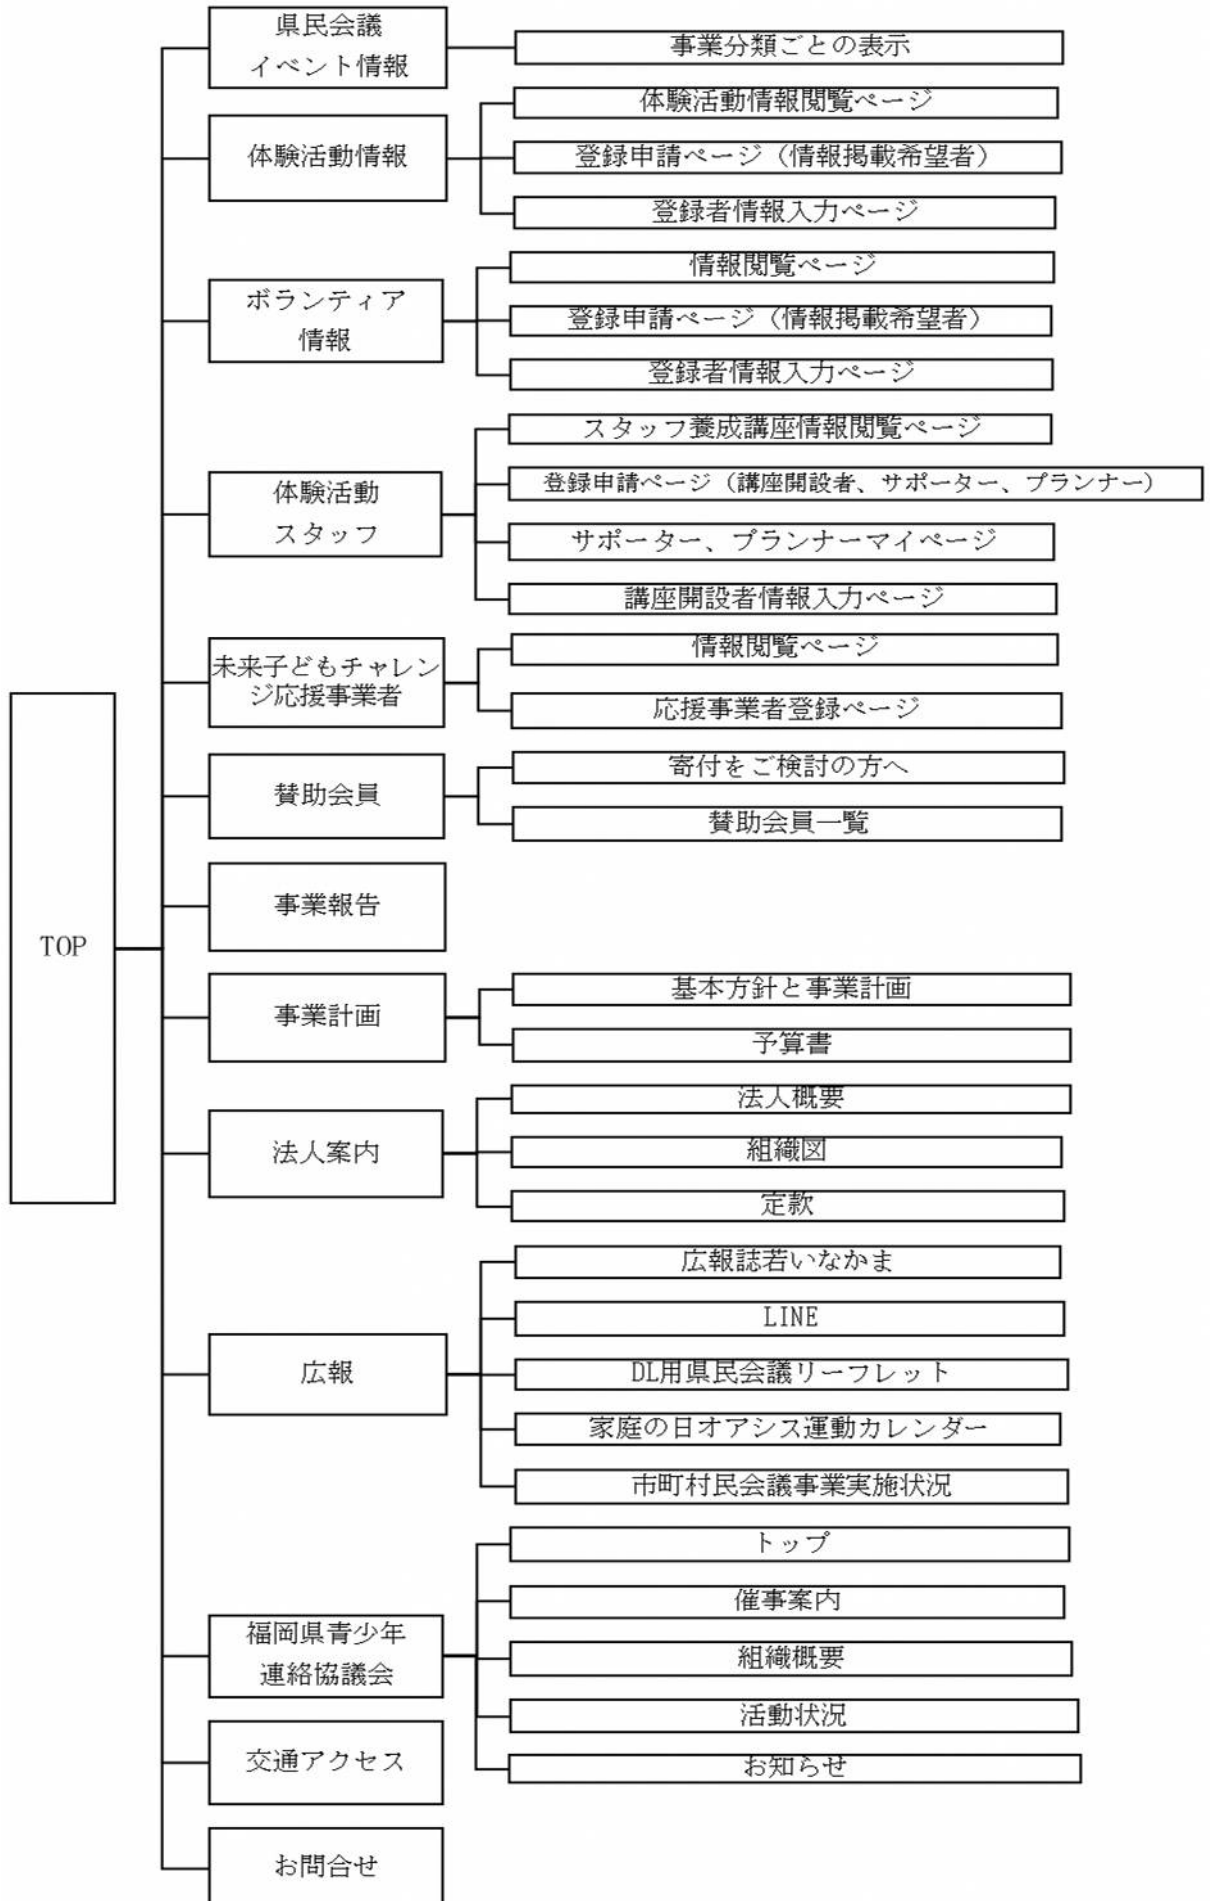 県民会議
イベント情報
事業分類ごとの表示
体験活動情報
体験活動情報閲覧ページ
登録申請ページ（情報掲載希望者）
登録者情報入力ページ
ボランティア
情報
情報閲覧ページ
登録申請ページ（情報掲載希望者）
登録者情報入力ページ
体験活動
スタッフ
スタッフ養成講座情報閲覧ページ
登録申請ページ（講座開設者、サポーター、プランナー）
サポーター、プランナーマイページ
講座開設者情報入力ページ
未来子どもチャレン
ジ応援事業者
情報閲覧ページ
応援事業者登録ページ
賛助会員
寄付をご検討の方へ
賛助会員一覧
事業報告
TOP
事業計画
基本方針と事業計画
予算書
法人案内
法人概要
組織図
定款
広報
広報誌若いなかま
LINE
DL用県民会議リーフレット
家庭の日オアシス運動カレンダー
市町村民会議事業実施状況
福岡県青少年
連絡協議会
トップ
催事案内
組織概要
活動状況
お知らせ
交通アクセス
お問合せ